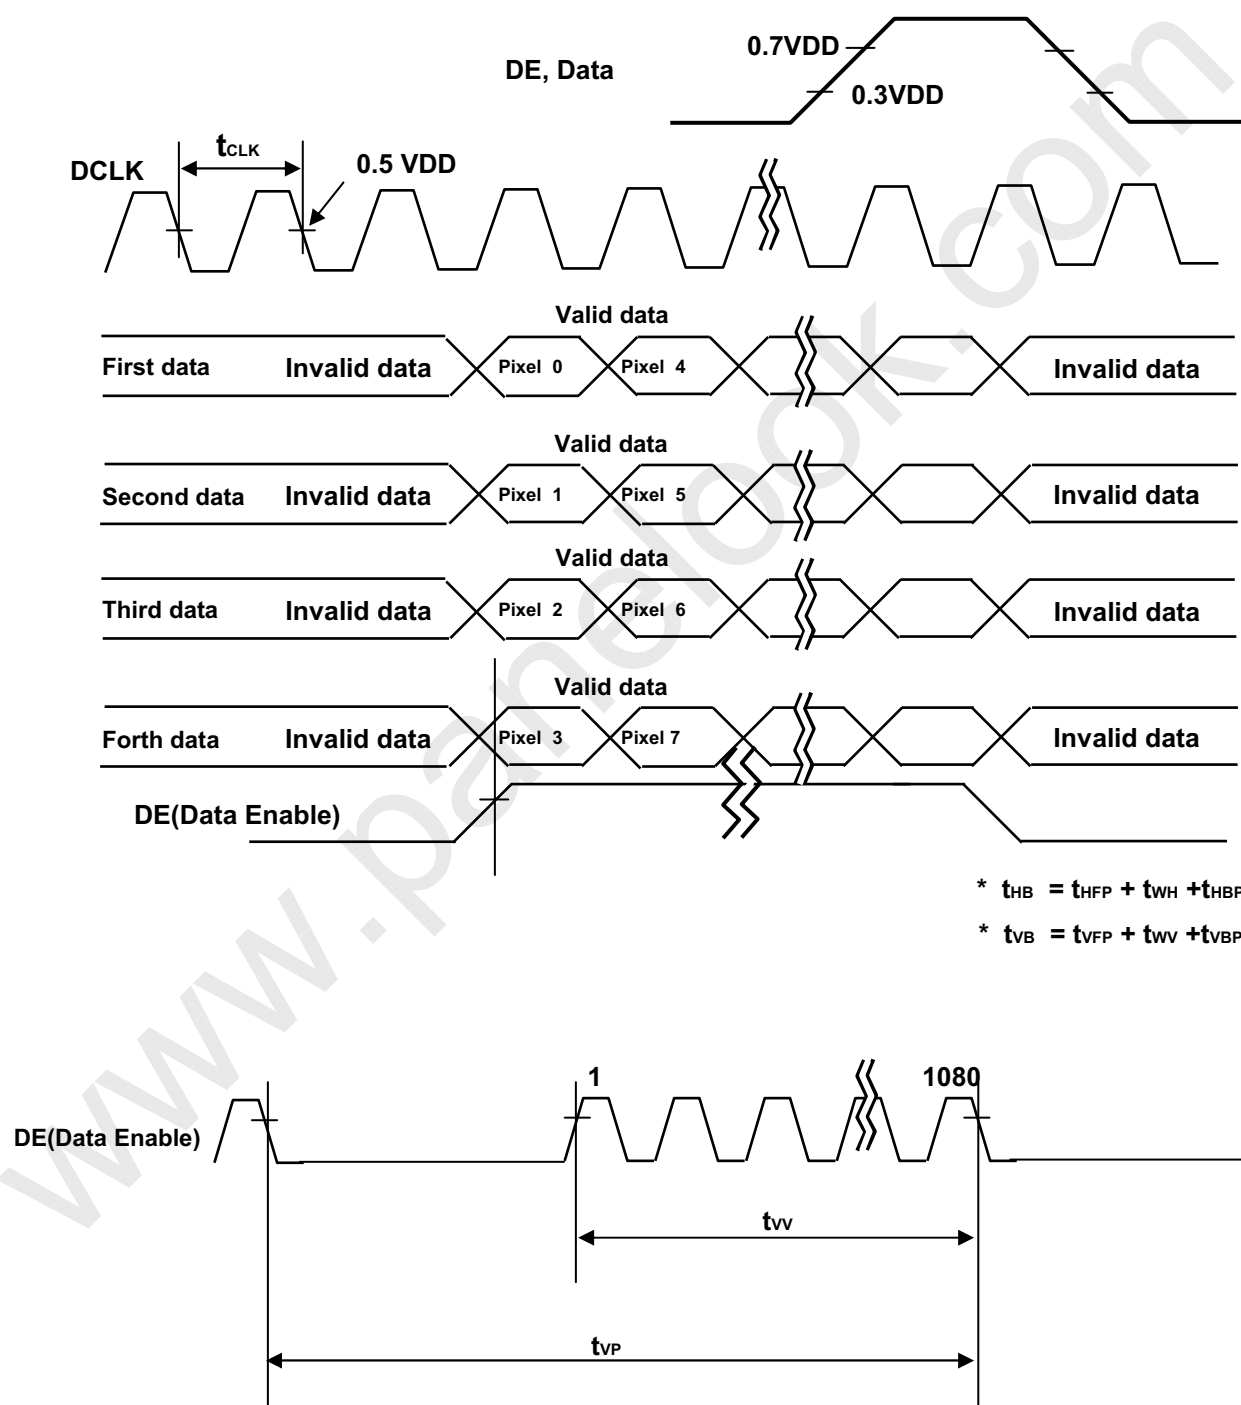 DE, Data
0.7VDD
0.3VDD
DCLK
tCLK
0.5 VDD
Valid data
First data Invalid data Pixel 0 Pixel 4 Invalid data
Valid data
Second data Invalid data Pixel 1 Pixel 5 Invalid data
Valid data
Third data Invalid data Pixel 2 Pixel 6 Invalid data
Valid data
Forth data Invalid data Pixel 3 Pixel 7 Invalid data
DE(Data Enable)
* tHB = tHFP + tWH +tHBP
* tVB = tVFP + tWV +tVBP
1 1080
DE(Data Enable)
tVV
tVP
www.panelook.com